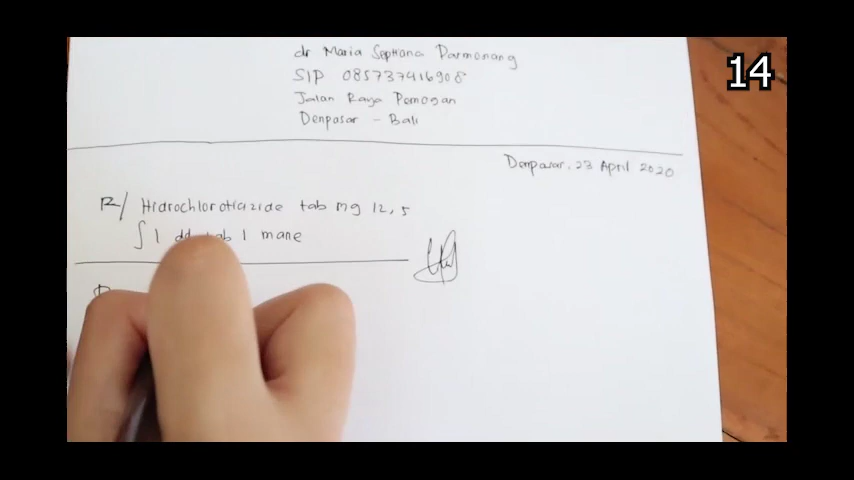 14
dr Maria Septiana Parmonang
SIP 085737416908
Jalan Raya Pemogan
Denpasar - Bali
Denpasar, 23 April 2020
R/ Hidrochlorotiazide tab mg 12,5
∫ 1 dd tab 1 mane